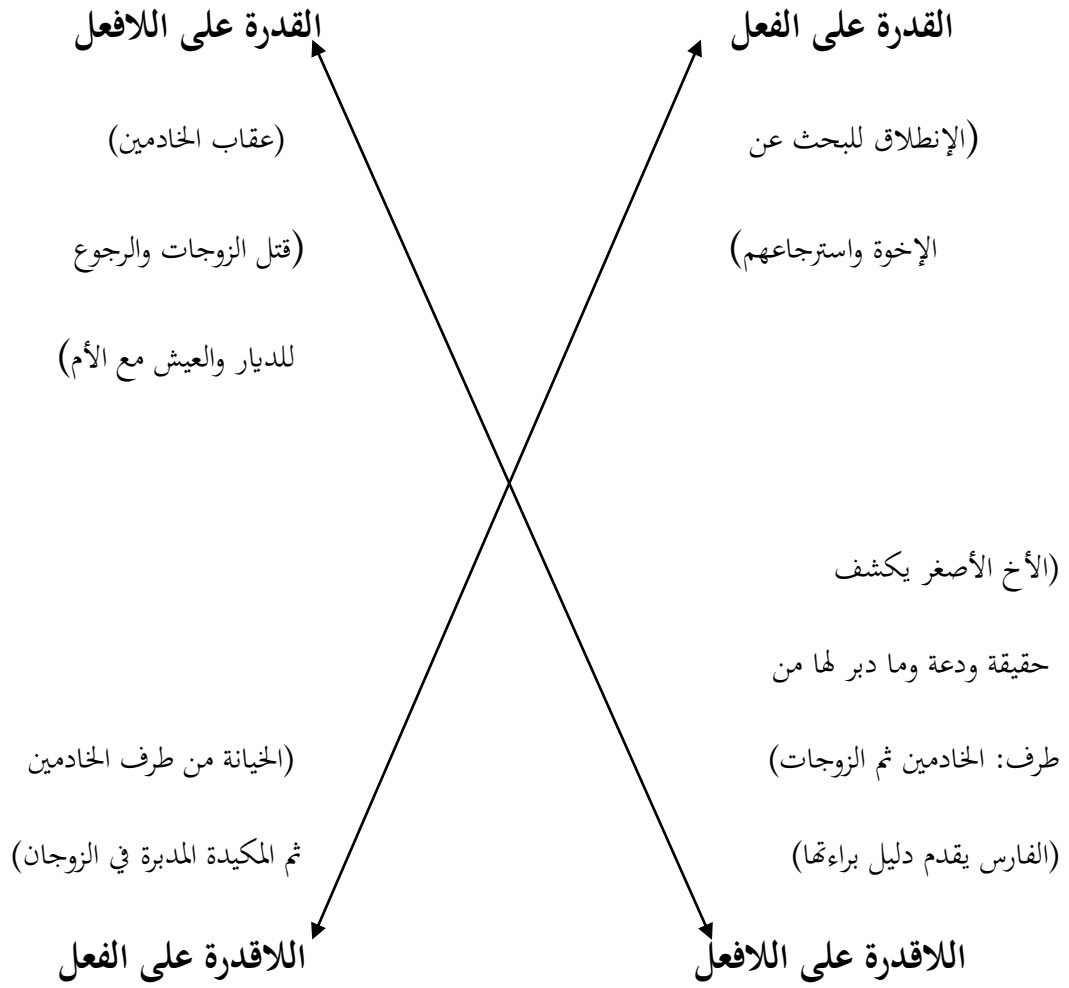 القدرة على الفعل
القدرة على اللافعل
(الإنطلاق للبحث عن
الإخوة واسترجاعهم)
(عقاب الخادمين)
(قتل الزوجات والرجوع
للديار والعيش مع الأم)
(الأخ الأصغر يكشف
حقيقة ودعة وما دبر لها من
طرف: الخادمين ثم الزوجات)
(الفارس يقدم دليل براءتها)
(الخيانة من طرف الخادمين
ثم المكيدة المدبرة في الزوجان)
اللاقدرة على اللافعل
اللاقدرة على الفعل